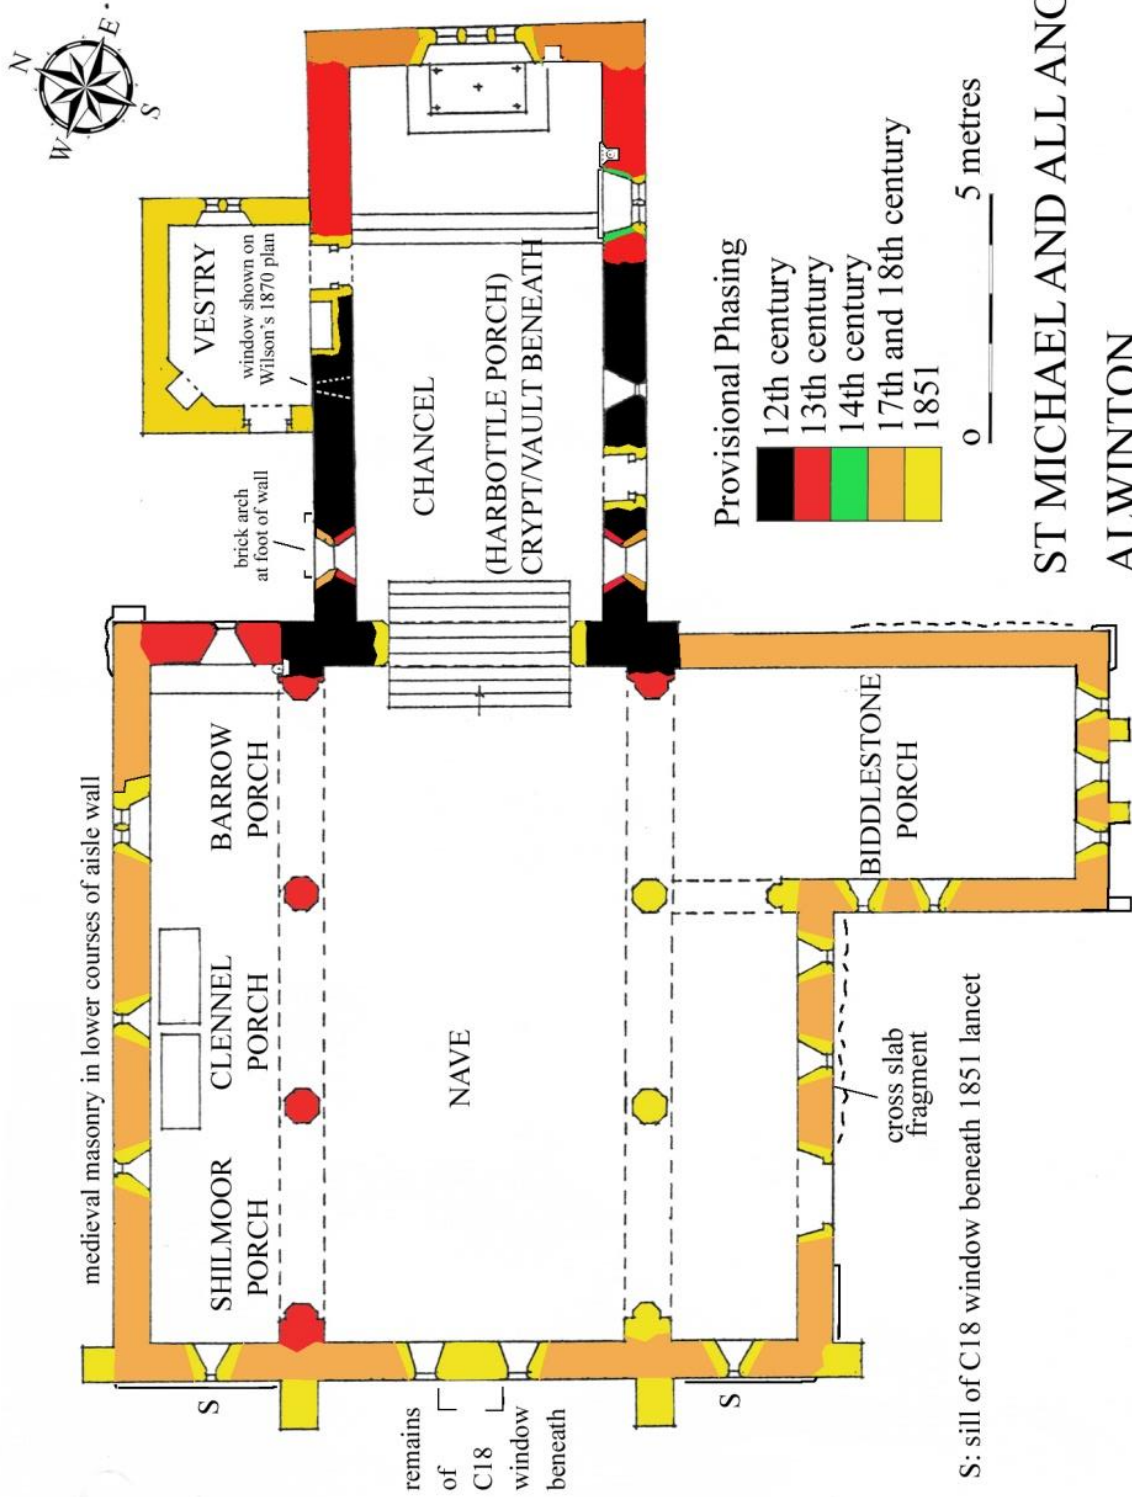 N
E
S
W
VESTRY
window shown on
Wilson's 1870 plan
brick arch
at foot of wall
CHANCEL
(HARBOTTLE PORCH)
CRYPT/VAULT BENEATH
medieval masonry in lower courses of aisle wall
BARROW
PORCH
CLENNEL
PORCH
SHILMOOR
PORCH
NAVE
BIDDLESTONE
PORCH
cross slab
fragment
S
S
remains
of
C18
window
beneath
S: sill of C18 window beneath 1851 lancet
Provisional Phasing
12th century
13th century
14th century
17th and 18th century
1851
0
5 metres
ST MICHAEL AND ALL ANG
ALWINTON